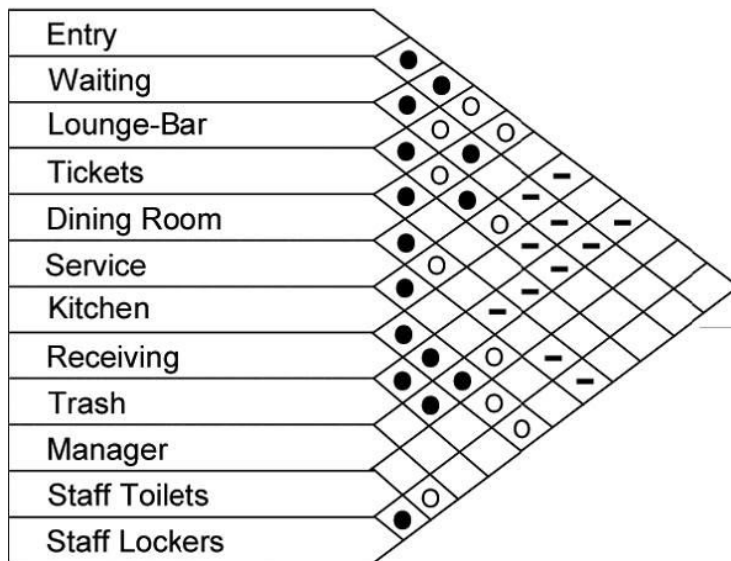 Entry
Waiting
Lounge-Bar
Tickets
Dining Room
Service
Kitchen
Receiving
Trash
Manager
Staff Toilets
Staff Lockers